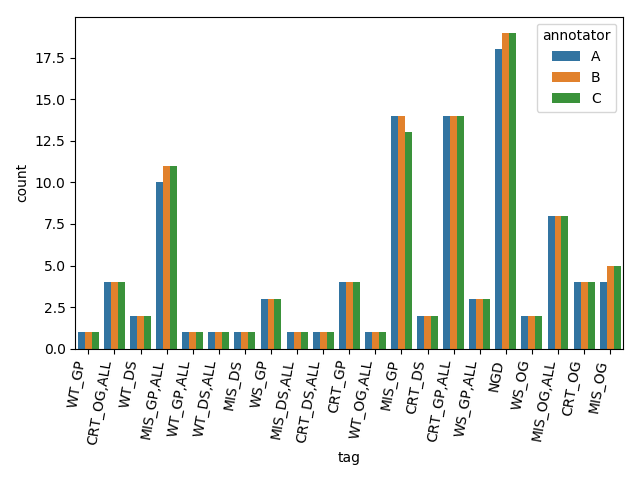 annotator
A
B
C
17.5
15.0
12.5
10.0
7.5
5.0
2.5
0.0
count
WT_GP
CRT_OG,ALL
WT_DS
MIS_GP,ALL
WT_GP,ALL
WT_DS,ALL
MIS_DS
WS_GP
MIS_DS,ALL
CRT_DS,ALL
CRT_GP
WT_OG,ALL
MIS_GP
CRT_DS
CRT_GP,ALL
WS_GP,ALL
NGD
WS_OG
MIS_OG,ALL
CRT_OG
MIS_OG
tag